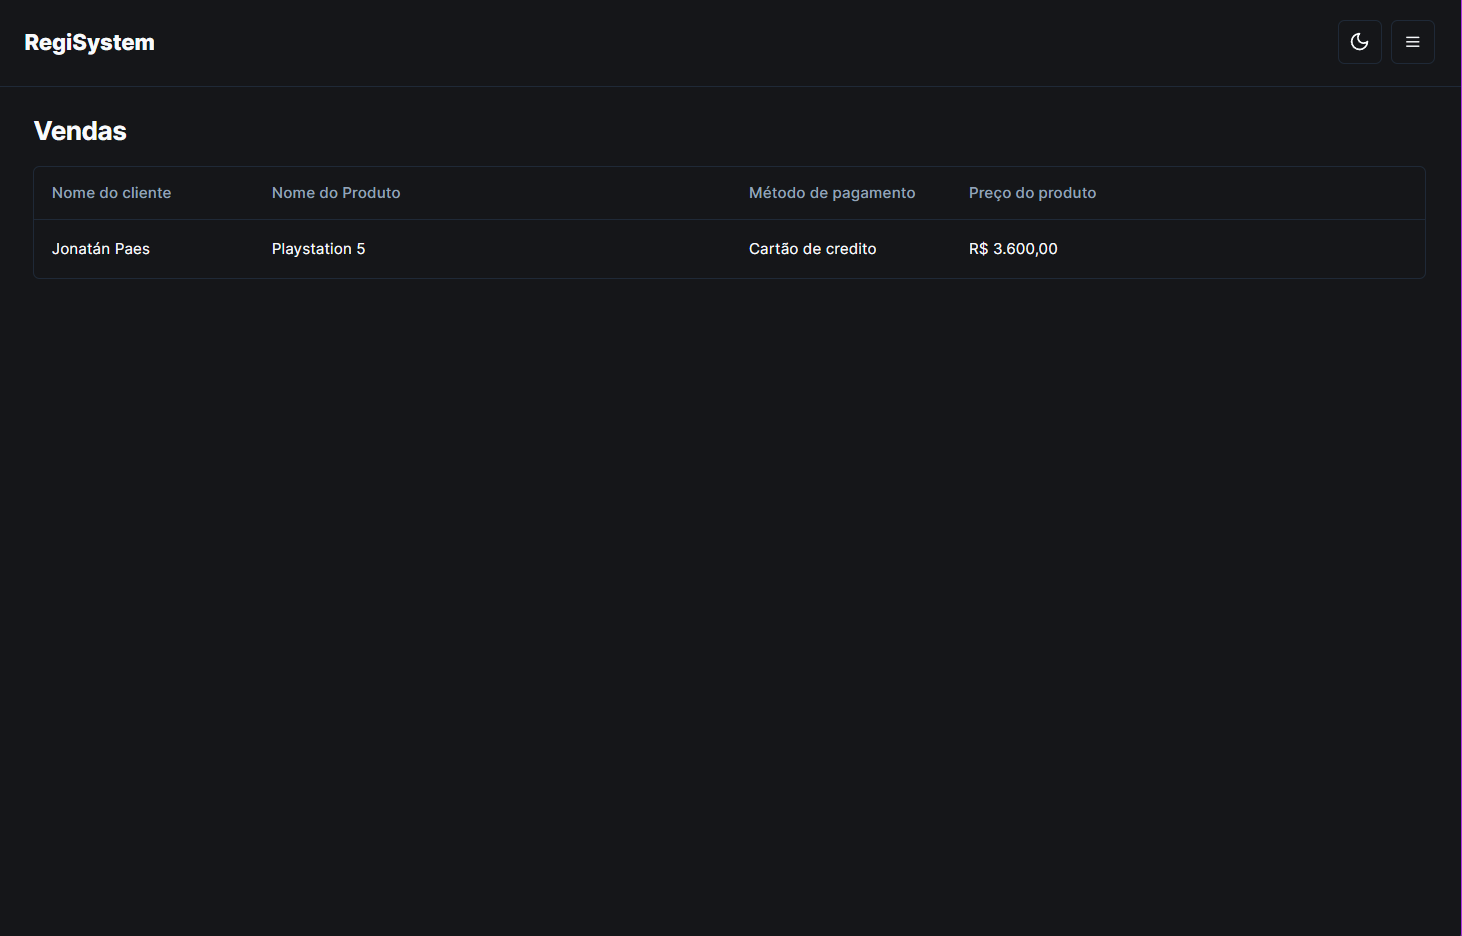 RegiSystem
Vendas
Nome do cliente Nome do Produto Método de pagamento Preço do produto
Jonatán Paes Playstation 5 Cartão de credito R$ 3.600,00